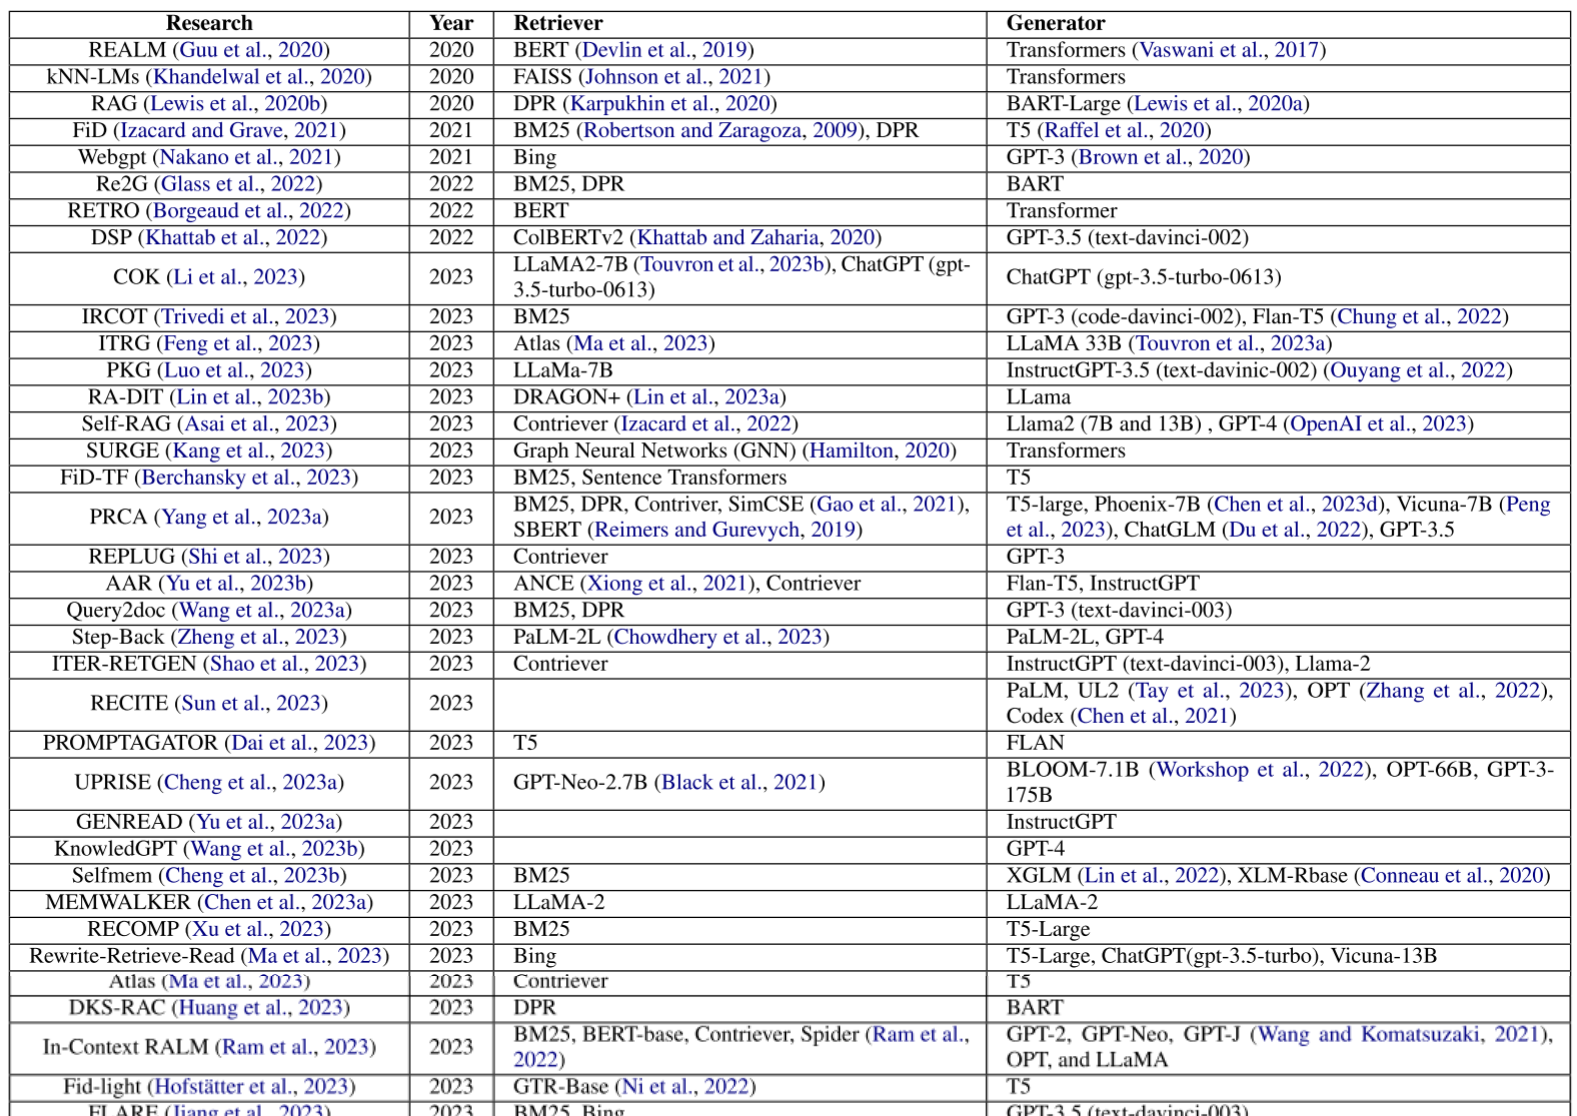 Research Year Retriever Generator
REALM (Guu et al., 2020) 2020 BERT (Devlin et al., 2019) Transformers (Vaswani et al., 2017)
kNN-LMs (Khandelwal et al., 2020) 2020 FAISS (Johnson et al., 2021) Transformers
RAG (Lewis et al., 2020b) 2020 DPR (Karpukhin et al., 2020) BART-Large (Lewis et al., 2020a)
FiD (Izacard and Grave, 2021) 2021 BM25 (Robertson and Zaragoza, 2009), DPR T5 (Raffel et al., 2020)
Webgpt (Nakano et al., 2021) 2021 Bing GPT-3 (Brown et al., 2020)
Re2G (Glass et al., 2022) 2022 BM25, DPR BART
RETRO (Borgeaud et al., 2022) 2022 BERT Transformer
DSP (Khattab et al., 2022) 2022 ColBERTv2 (Khattab and Zaharia, 2020) GPT-3.5 (text-davinci-002)
COK (Li et al., 2023) 2023 LLaMA2-7B (Touvron et al., 2023b), ChatGPT (gpt-
3.5-turbo-0613) ChatGPT (gpt-3.5-turbo-0613)
IRCOT (Trivedi et al., 2023) 2023 BM25 GPT-3 (code-davinci-002), Flan-T5 (Chung et al., 2022)
ITRG (Feng et al., 2023) 2023 Atlas (Ma et al., 2023) LLaMA 33B (Touvron et al., 2023a)
PKG (Luo et al., 2023) 2023 LLaMa-7B InstructGPT-3.5 (text-davinic-002) (Ouyang et al., 2022)
RA-DIT (Lin et al., 2023b) 2023 DRAGON+ (Lin et al., 2023a) LLama
Self-RAG (Asai et al., 2023) 2023 Contriever (Izacard et al., 2022) Llama2 (7B and 13B) , GPT-4 (OpenAI et al., 2023)
SURGE (Kang et al., 2023) 2023 Graph Neural Networks (GNN) (Hamilton, 2020) Transformers
FiD-TF (Berchansky et al., 2023) 2023 BM25, Sentence Transformers T5
PRCA (Yang et al., 2023a) 2023 BM25, DPR, Contriver, SimCSE (Gao et al., 2021),
SBERT (Reimers and Gurevych, 2019) T5-large, Phoenix-7B (Chen et al., 2023d), Vicuna-7B (Peng
et al., 2023), ChatGLM (Du et al., 2022), GPT-3.5
REPLUG (Shi et al., 2023) 2023 Contriever GPT-3
AAR (Yu et al., 2023b) 2023 ANCE (Xiong et al., 2021), Contriever Flan-T5, InstructGPT
Query2doc (Wang et al., 2023a) 2023 BM25, DPR GPT-3 (text-davinci-003)
Step-Back (Zheng et al., 2023) 2023 PaLM-2L (Chowdhery et al., 2023) PaLM-2L, GPT-4
ITER-RETGEN (Shao et al., 2023) 2023 Contriever InstructGPT (text-davinci-003), Llama-2
RECITE (Sun et al., 2023) 2023 PaLM, UL2 (Tay et al., 2023), OPT (Zhang et al., 2022),
Codex (Chen et al., 2021)
PROMPTAGATOR (Dai et al., 2023) 2023 T5 FLAN
UPRISE (Cheng et al., 2023a) 2023 GPT-Neo-2.7B (Black et al., 2021) BLOOM-7.1B (Workshop et al., 2022), OPT-66B, GPT-3-
175B
GENREAD (Yu et al., 2023a) 2023 InstructGPT
KnowledGPT (Wang et al., 2023b) 2023 GPT-4
Selfmem (Cheng et al., 2023b) 2023 BM25 XGLM (Lin et al., 2022), XLM-Rbase (Conneau et al., 2020)
MEMWALKER (Chen et al., 2023a) 2023 LLaMA-2 LLaMA-2
RECOMP (Xu et al., 2023) 2023 BM25 T5-Large
Rewrite-Retrieve-Read (Ma et al., 2023) 2023 Bing T5-Large, ChatGPT(gpt-3.5-turbo), Vicuna-13B
Atlas (Ma et al., 2023) 2023 Contriever T5
DKS-RAC (Huang et al., 2023) 2023 DPR BART
In-Context RALM (Ram et al., 2023) 2023 BM25, BERT-base, Contriever, Spider (Ram et al.,
2022) GPT-2, GPT-Neo, GPT-J (Wang and Komatsuzaki, 2021),
OPT, and LLaMA
Fid-light (Hofstätter et al., 2023) 2023 GTR-Base (Ni et al., 2022) T5
FLARE (Jiang et al., 2023) 2023 BM25, Bing GPT-3.5 (text-davinci-003)